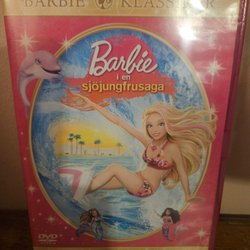 BARBIE KLASSIKER
Barbie
i en
sjöjungfrusaga
DVD